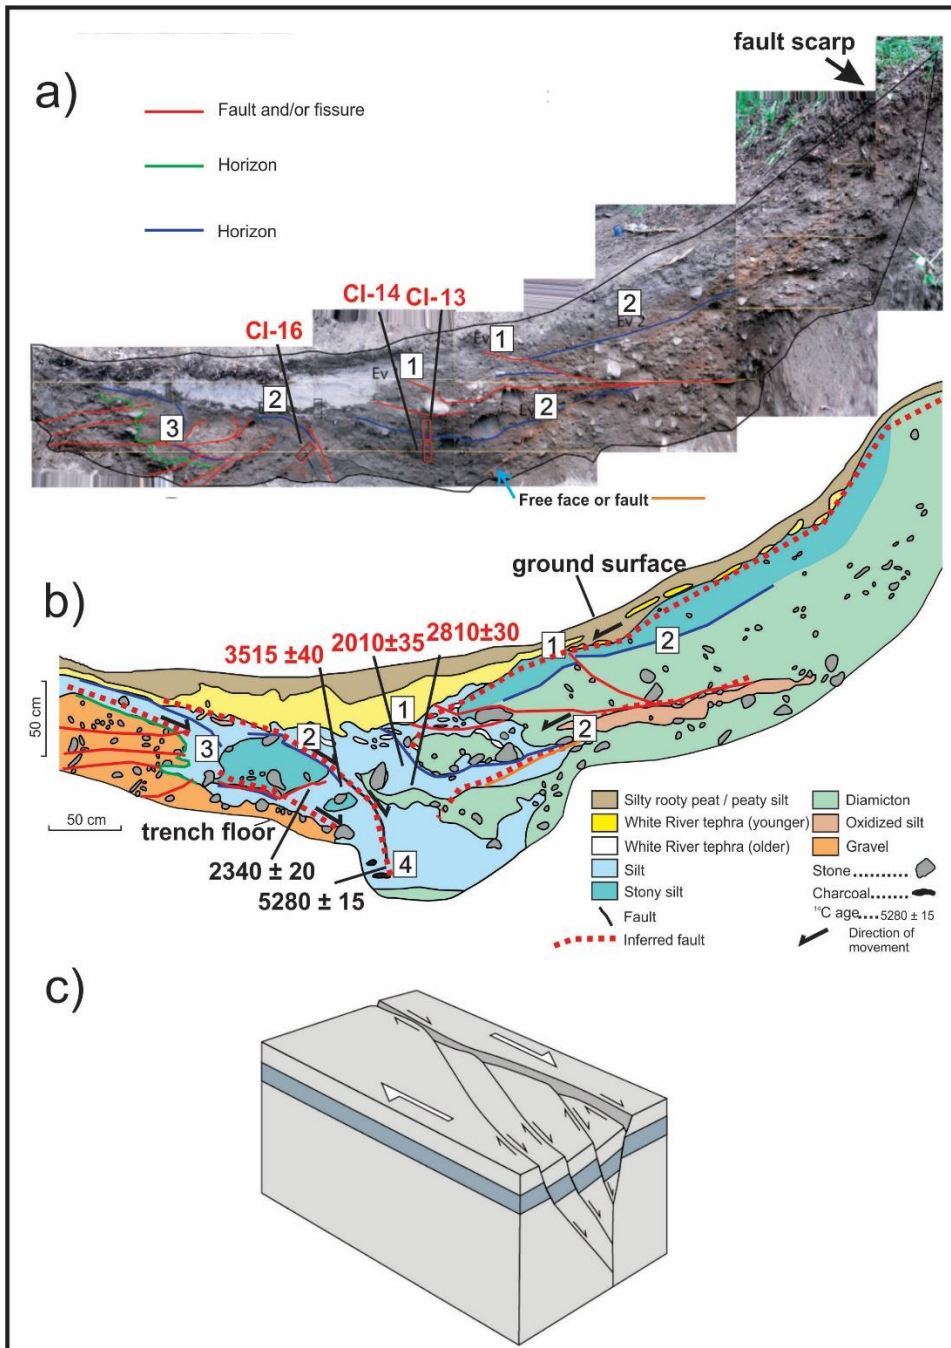 a)
fault scarp
Fault and/or fissure
Horizon
Horizon
CI-14 CI-13
CI-16
2
Ev 2
1
Ev 1
1
Ev
2
2
3
Free face or fault
b)
ground surface
3515 ±40
2010±35
2810±30
1
2
1
2
2
3
4
50 cm
50 cm
trench floor
2340 ± 20
5280 ± 15
Silty rooty peat / peaty silt
White River tephra (younger)
White River tephra (older)
Silt
Stony silt
Fault
Inferred fault
Diamicton
Oxidized silt
Gravel
Stone..........
Charcoal.......
¹⁴C age ....5280 ± 15
Direction of
movement
c)